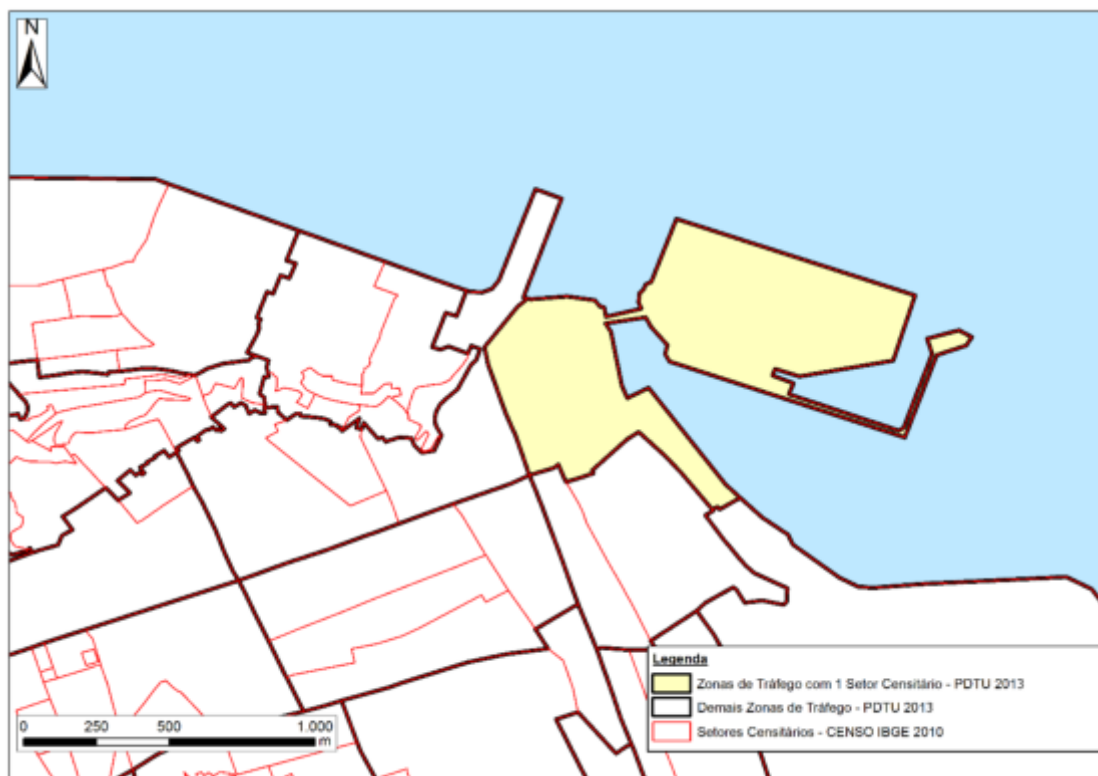 N
Legenda
Zonas de Tráfego com 1 Setor Censitário - PDTU 2013
Demais Zonas de Tráfego - PDTU 2013
Setores Censitários - CENSO IBGE 2010
0 250 500 1.000
m